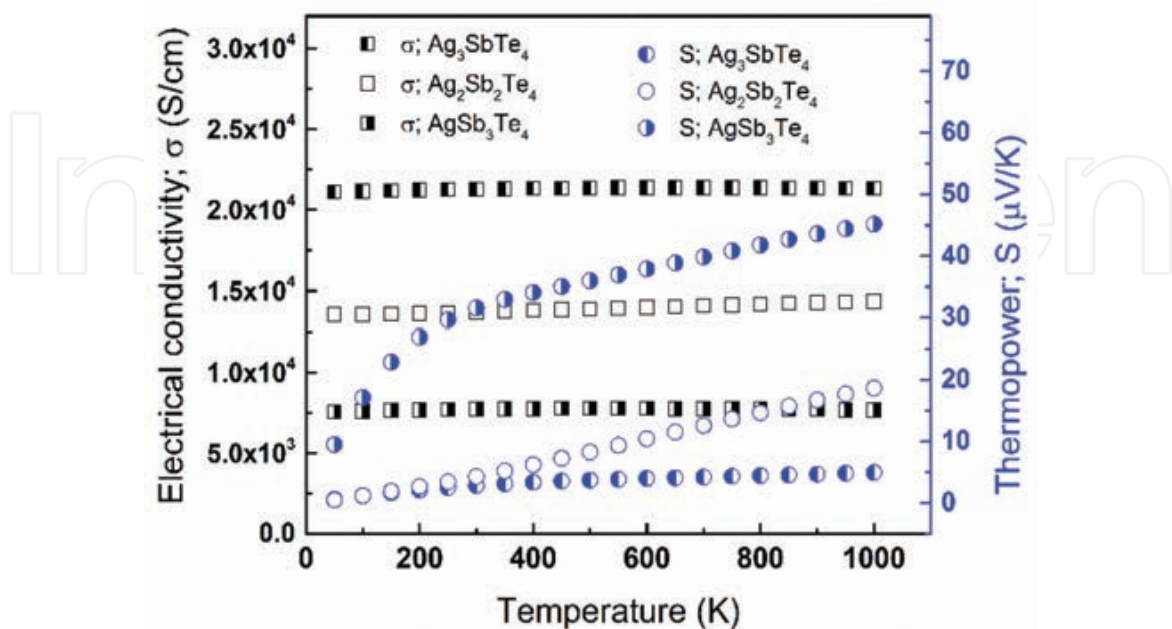 3.0x10⁴
2.5x10⁴
2.0x10⁴
1.5x10⁴
1.0x10⁴
5.0x10³
0.0
Electrical conductivity; σ (S/cm)
σ; Ag₃SbTe₄
σ; Ag₂Sb₂Te₄
σ; AgSb₃Te₄
S; Ag₃SbTe₄
S; Ag₂Sb₂Te₄
S; AgSb₃Te₄
70
60
50
40
30
20
10
0
Thermopower; S (μV/K)
0 200 400 600 800 1000
Temperature (K)